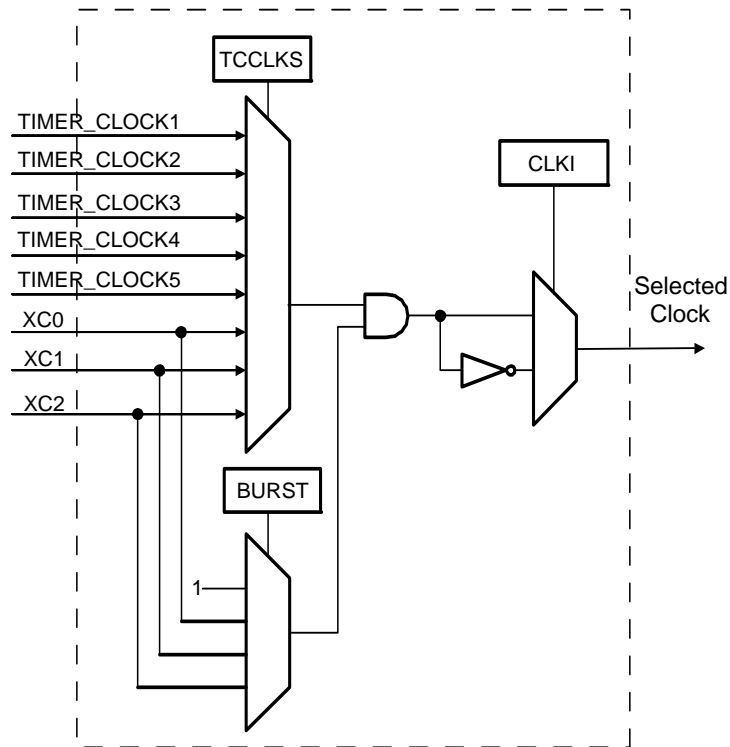 TCCLKS
TIMER_CLOCK1
TIMER_CLOCK2
CLKI
TIMER_CLOCK3
TIMER_CLOCK4
TIMER_CLOCK5
Selected
Clock
XC0
XC1
XC2
BURST
1